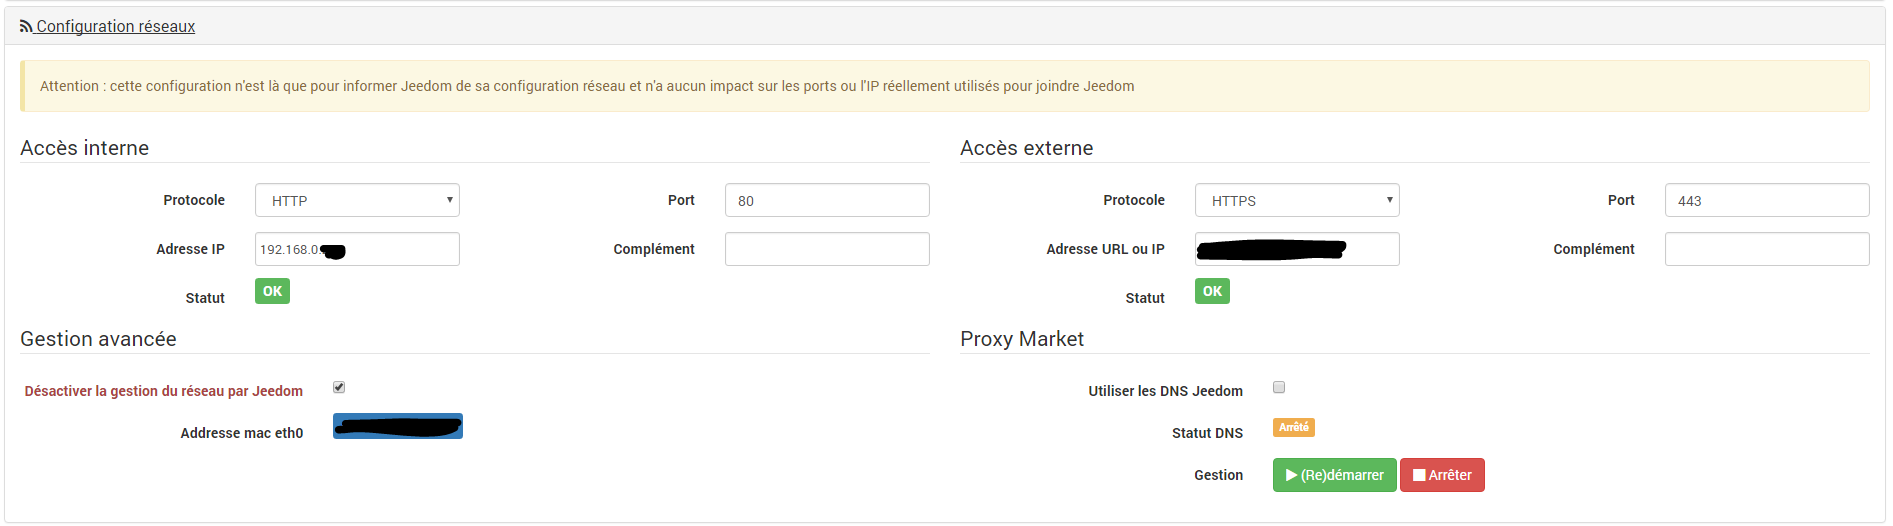 Configuration réseaux
Attention : cette configuration n'est là que pour informer Jeedom de sa configuration réseau et n'a aucun impact sur les ports ou l'IP réellement utilisés pour joindre Jeedom
Accès interne
Protocole HTTP Port 80
Adresse IP 192.168.0. Complément
Statut OK
Accès externe
Protocole HTTPS Port 443
Adresse URL ou IP Complément
Statut OK
Gestion avancée
Désactiver la gestion du réseau par Jeedom
Addresse mac eth0
Proxy Market
Utiliser les DNS Jeedom
Statut DNS Arrêté
Gestion (Re)démarrer Arrêter